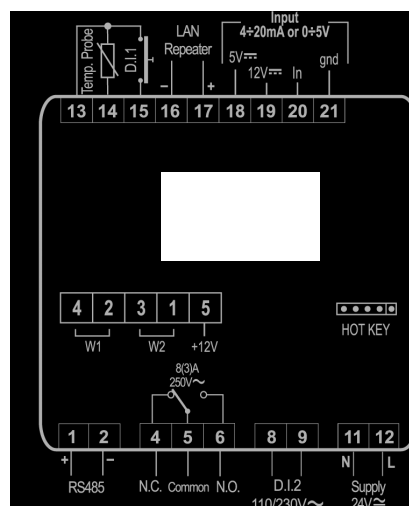 Input
4÷20mA or 0÷5V
LAN
Repeater
5V⎓
12V⎓ In gnd
Temp. Probe
D.I.1
− +
13 14 15 16 17 18 19 20 21
4 2 3 1 5
W1 W2 +12V
HOT KEY
8(3)A
250V~
1 2 4 5 6 8 9 11 12
+ − N L
RS485 N.C. Common N.O. D.I.2 Supply
110/230V~ 24V≃